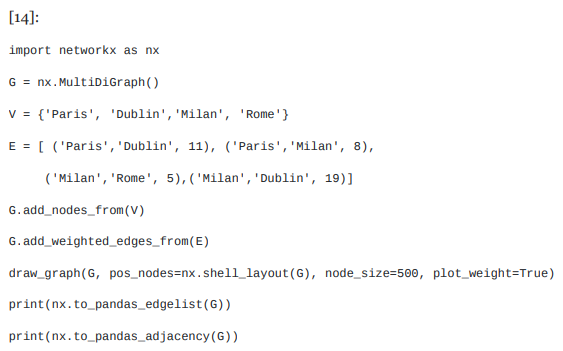 [14]:
import networkx as nx
G = nx.MultiDiGraph()
V = {'Paris', 'Dublin','Milan', 'Rome'}
E = [ ('Paris','Dublin', 11), ('Paris','Milan', 8),
     ('Milan','Rome', 5),('Milan','Dublin', 19)]
G.add_nodes_from(V)
G.add_weighted_edges_from(E)
draw_graph(G, pos_nodes=nx.shell_layout(G), node_size=500, plot_weight=True)
print(nx.to_pandas_edgelist(G))
print(nx.to_pandas_adjacency(G))